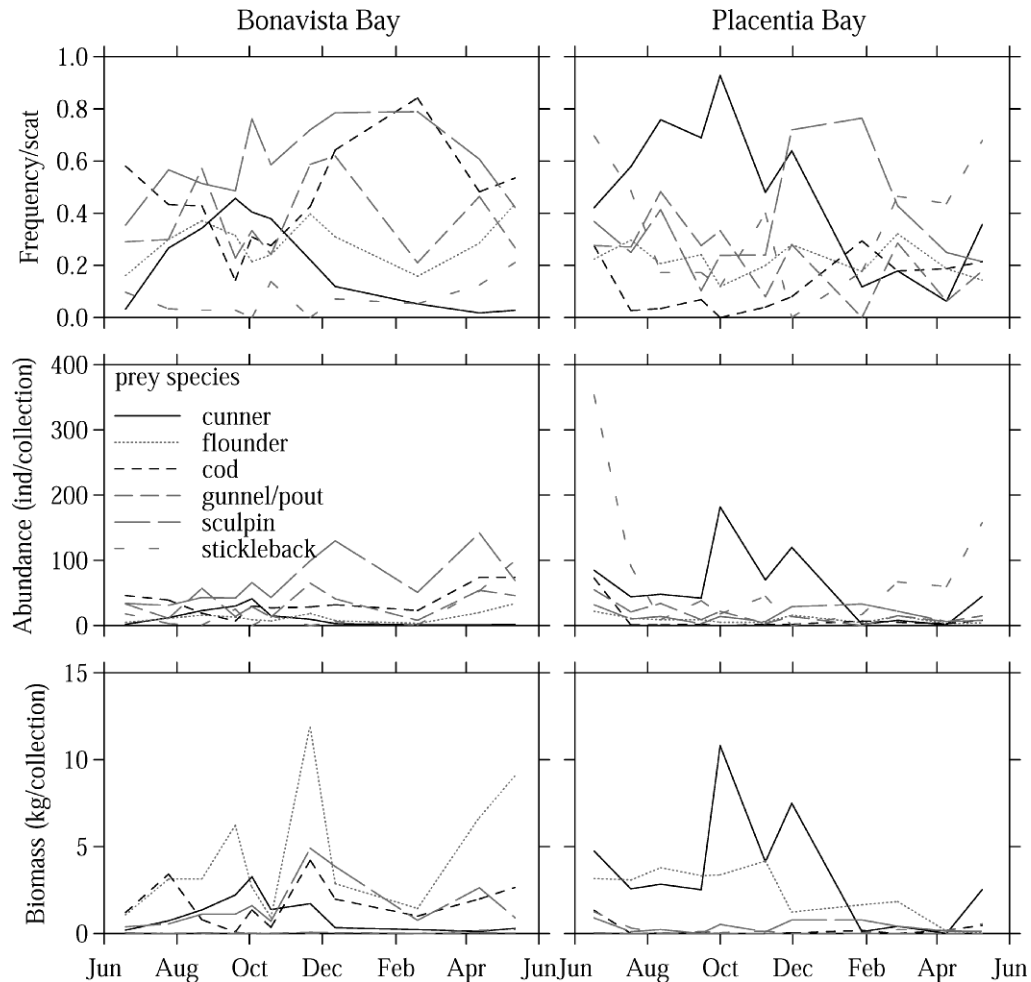 Bonavista Bay
Placentia Bay
Frequency/scat
1.0
0.8
0.6
0.4
0.2
0.0
Abundance (ind/collection)
400
300
200
100
0
prey species
cunner
flounder
cod
gunnel/pout
sculpin
stickleback
Biomass (kg/collection)
15
10
5
0
Jun Aug Oct Dec Feb Apr Jun
Jun Aug Oct Dec Feb Apr Jun